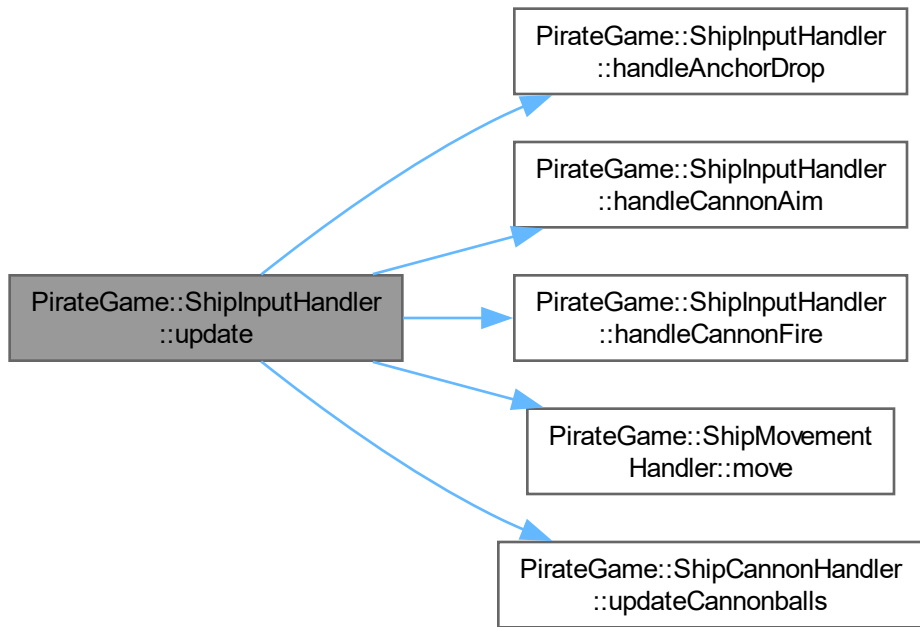 PirateGame::ShipInputHandler
::update
PirateGame::ShipInputHandler
::handleAnchorDrop
PirateGame::ShipInputHandler
::handleCannonAim
PirateGame::ShipInputHandler
::handleCannonFire
PirateGame::ShipMovement
Handler::move
PirateGame::ShipCannonHandler
::updateCannonballs